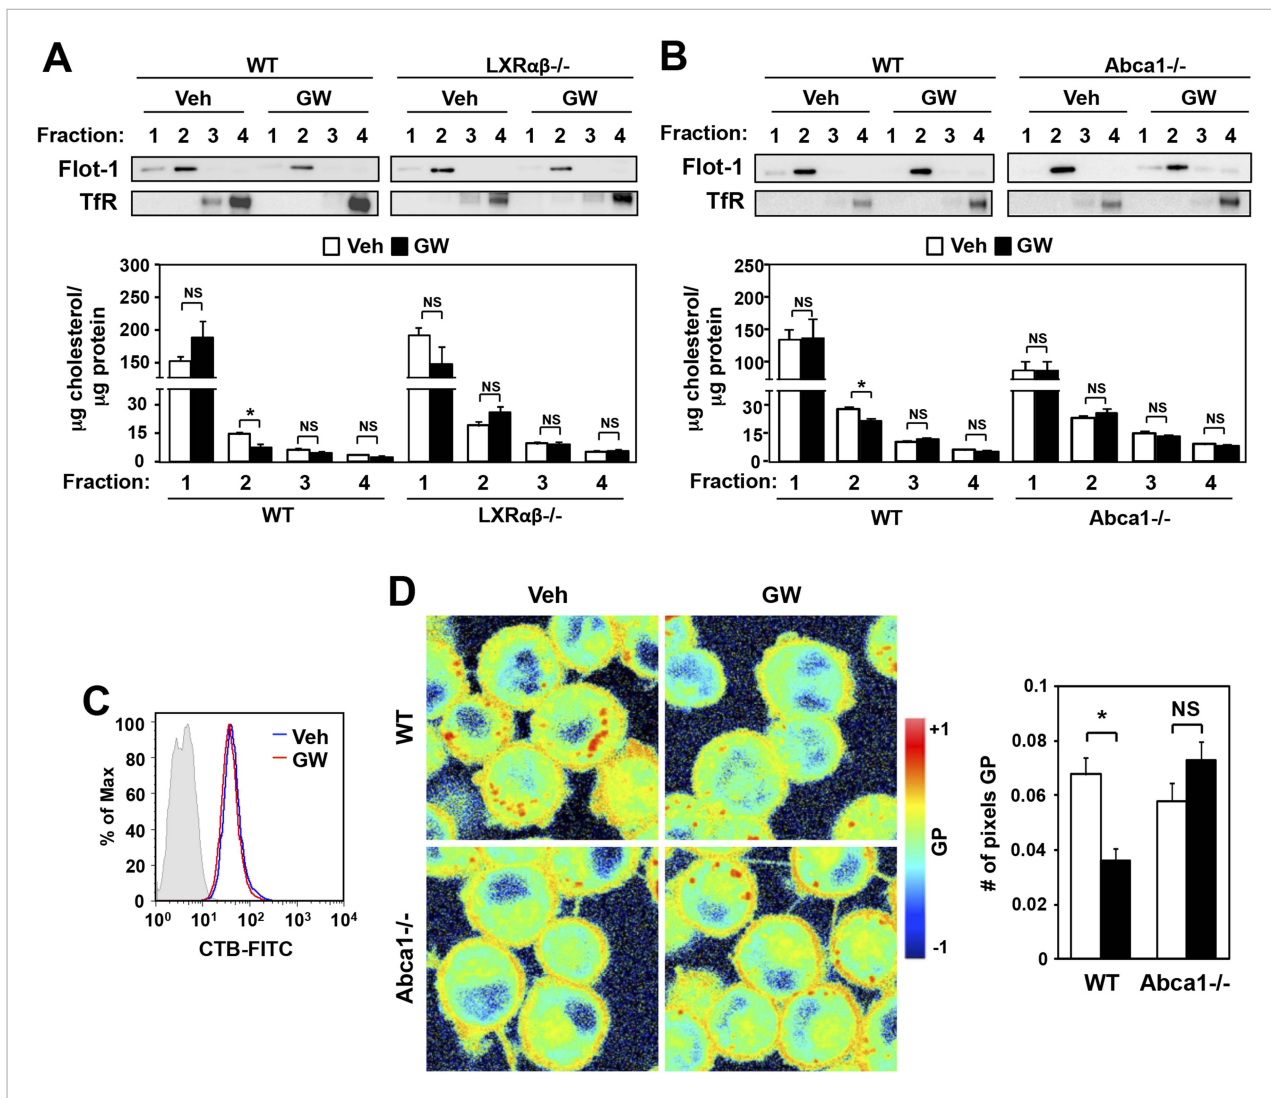 A
WT
LXRαβ-/-
Veh
GW
Veh
GW
Fraction:
1
2
3
4
1
2
3
4
1
2
3
4
1
2
3
4
Flot-1
TfR
Veh
GW
µg cholesterol/
µg protein
300
250
200
150
30
15
0
NS
*
NS
NS
NS
NS
NS
NS
Fraction:
1
2
3
4
1
2
3
4
WT
LXRαβ-/-
B
WT
Abca1-/-
Veh
GW
Veh
GW
Fraction:
1
2
3
4
1
2
3
4
1
2
3
4
1
2
3
4
Flot-1
TfR
Veh
GW
µg cholesterol/
µg protein
250
200
150
100
30
15
0
NS
*
NS
NS
NS
NS
NS
NS
Fraction:
1
2
3
4
1
2
3
4
WT
Abca1-/-
C
% of Max
100
80
60
40
20
0
Veh
GW
10⁰
10¹
10²
10³
10⁴
CTB-FITC
D
Veh
GW
WT
Abca1-/-
+1
GP
-1
# of pixels GP
0.1
0.08
0.06
0.04
0.02
0
*
NS
WT
Abca1-/-